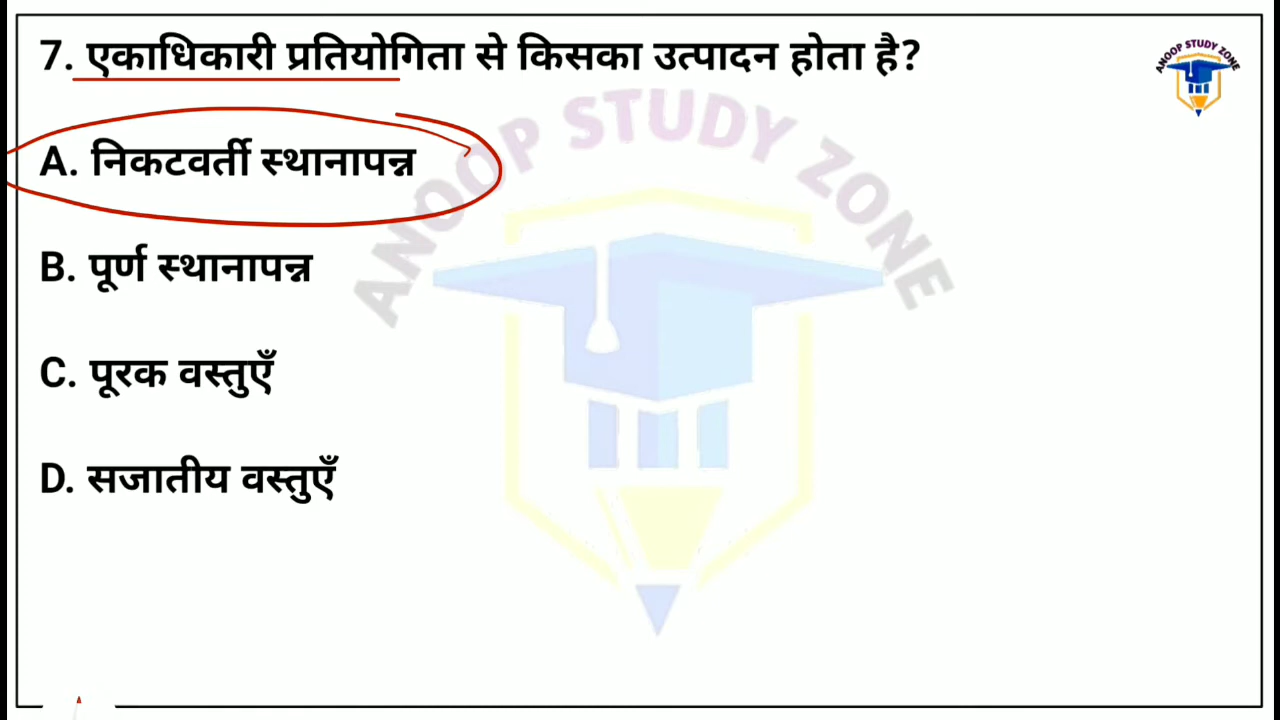 7. एकाधिकारी प्रतियोगिता से किसका उत्पादन होता है?
ANOOP STUDY ZONE
A. निकटवर्ती स्थानापन्न
ANOOP STUDY ZONE
B. पूर्ण स्थानापन्न
C. पूरक वस्तुएँ
D. सजातीय वस्तुएँ